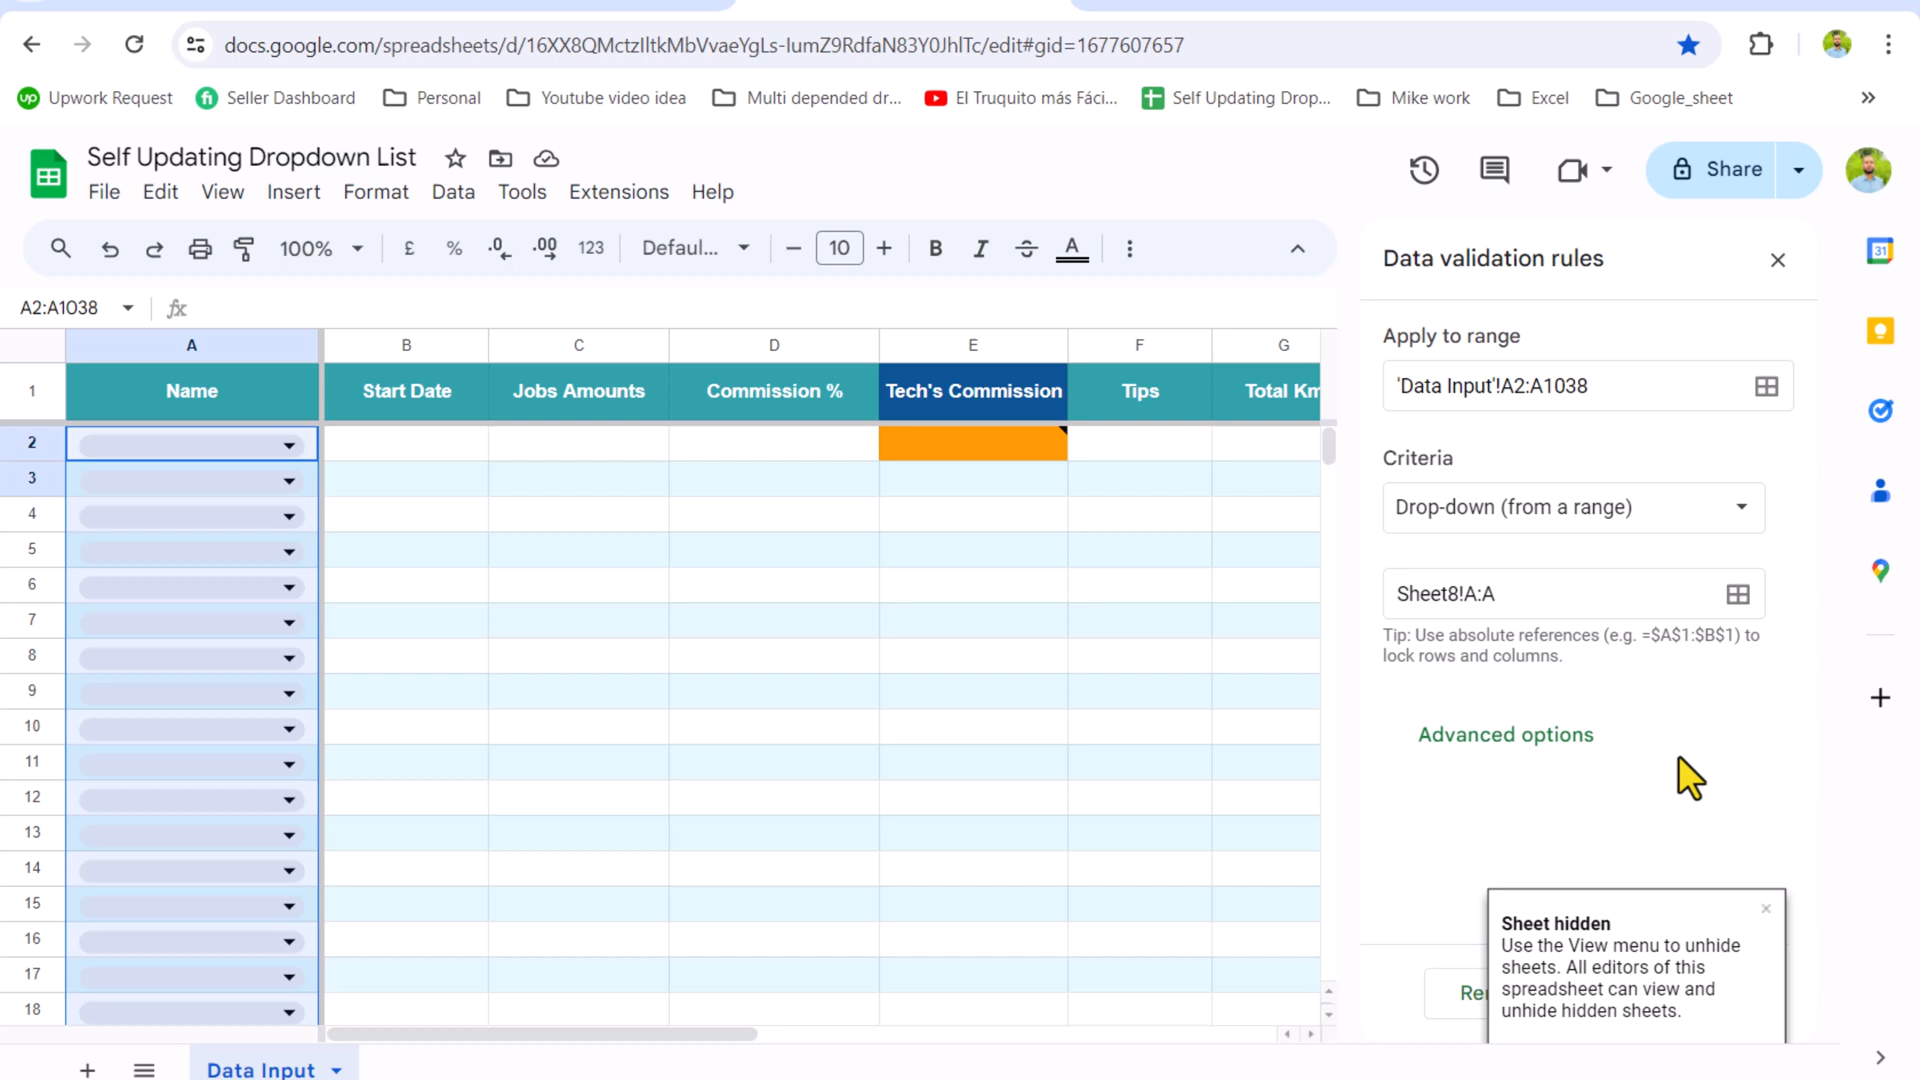 docs.google.com/spreadsheets/d/16XX8QMctzIltkMbVvaeYgLs-IumZ9RdfaN83Y0JhlTc/edit#gid=1677607657
up Upwork Request fi Seller Dashboard Personal Youtube video idea Multi depended dr... El Truquito más Fáci... Self Updating Drop... Mike work Excel Google_sheet »
Self Updating Dropdown List
File Edit View Insert Format Data Tools Extensions Help
Share
100% £ % .0 .00 123 Defaul... 10 B I S A
31
Data validation rules
A2:A1038 fx
Apply to range
'Data Input'!A2:A1038
A B C D E F G
1 Name Start Date Jobs Amounts Commission % Tech's Commission Tips Total Km
2
3
4
5
6
7
8
9
10
11
12
13
14
15
16
17
18
Criteria
Drop-down (from a range)
Sheet8!A:A
Tip: Use absolute references (e.g. =$A$1:$B$1) to
lock rows and columns.
Advanced options
Sheet hidden
Use the View menu to unhide
sheets. All editors of this
spreadsheet can view and
unhide hidden sheets.
Data Input